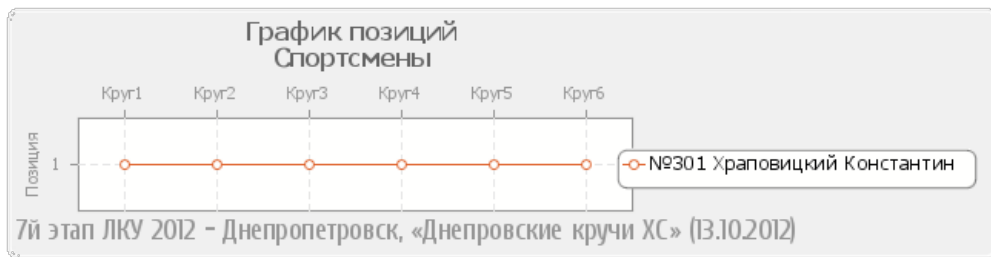 График позиций
Спортсмены
Круг1 Круг2 Круг3 Круг4 Круг5 Круг6
Позиция
1
№301 Храповицкий Константин
7й этап ЛКУ 2012 - Днепропетровск, «Днепровские кручи ХС» (13.10.2012)